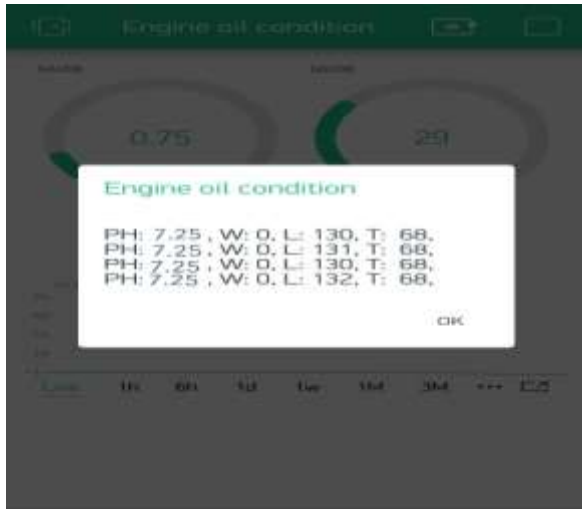 Engine oil condition
0.75
29
Engine oil condition
PH: 7.25 , W: 0, L: 130, T: 68,
PH: 7.25 , W: 0, L: 131, T: 68,
PH: 7.25 , W: 0, L: 130, T: 68,
PH: 7.25 , W: 0, L: 132, T: 68,
OK
Live 1h 6h 1d 1w 1M 3M